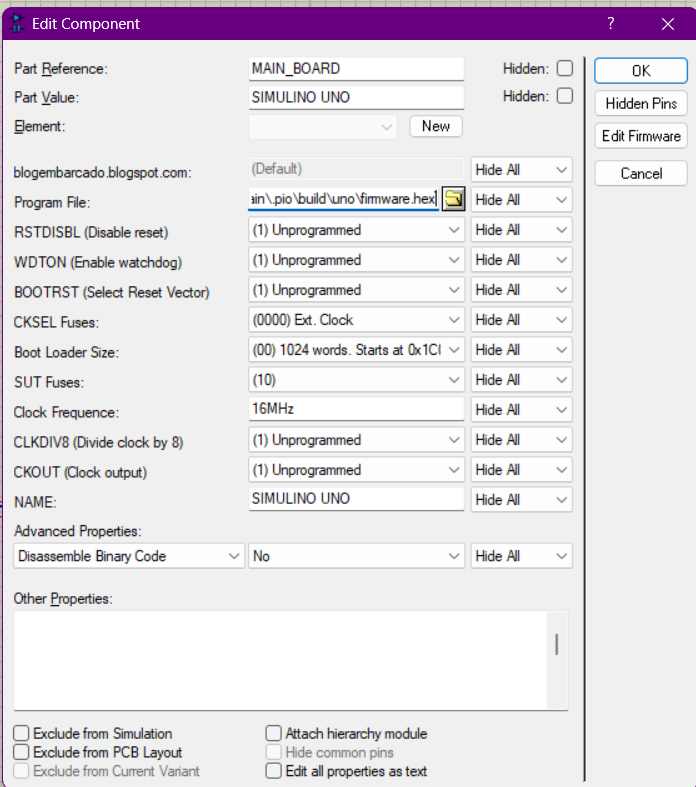 Edit Component
?
Part Reference: MAIN_BOARD Hidden:
Part Value: SIMULINO UNO Hidden:
Element: New
blogembarcado.blogspot.com: (Default) Hide All
Program File: ain\.pio\build\uno\firmware.hex Hide All
RSTDISBL (Disable reset) (1) Unprogrammed Hide All
WDTON (Enable watchdog) (1) Unprogrammed Hide All
BOOTRST (Select Reset Vector) (1) Unprogrammed Hide All
CKSEL Fuses: (0000) Ext. Clock Hide All
Boot Loader Size: (00) 1024 words. Starts at 0x1C Hide All
SUT Fuses: (10) Hide All
Clock Frequence: 16MHz Hide All
CLKDIV8 (Divide clock by 8) (1) Unprogrammed Hide All
CKOUT (Clock output) (1) Unprogrammed Hide All
NAME: SIMULINO UNO Hide All
Advanced Properties:
Disassemble Binary Code No Hide All
Other Properties:
Exclude from Simulation Attach hierarchy module
Exclude from PCB Layout Hide common pins
Exclude from Current Variant Edit all properties as text
OK
Hidden Pins
Edit Firmware
Cancel